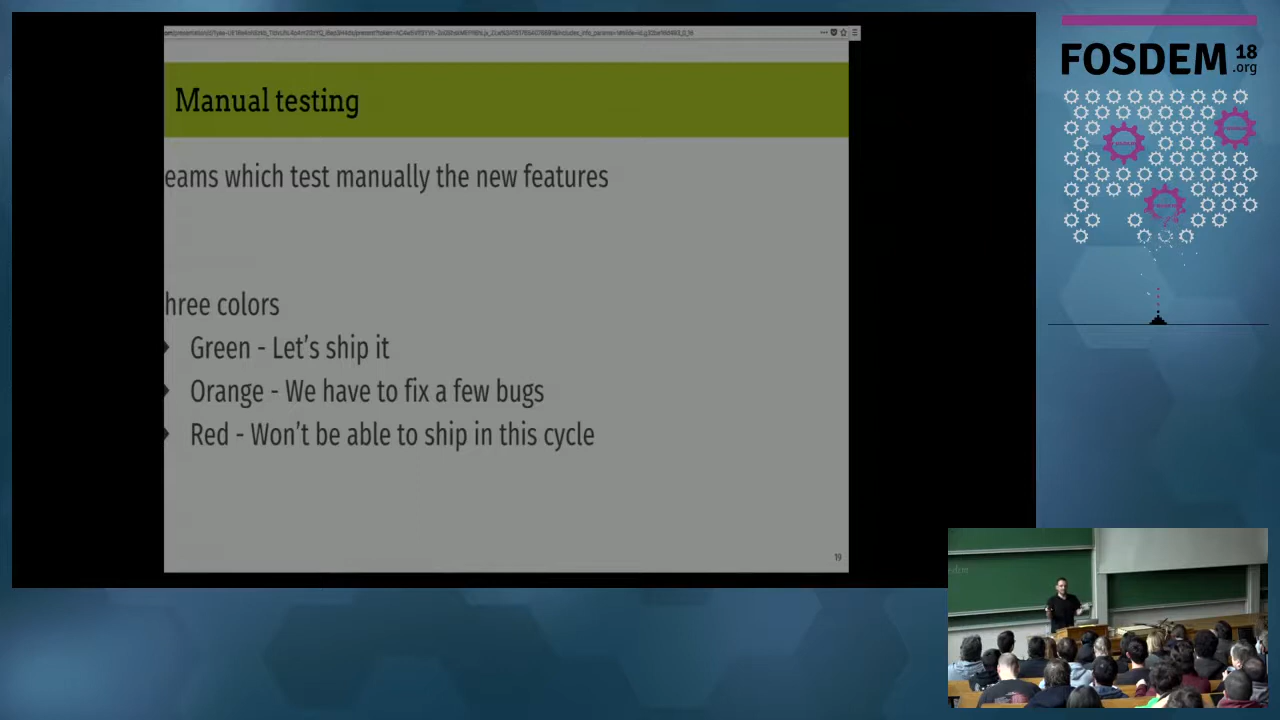 FOSDEM 18
.org
Manual testing
eams which test manually the new features
hree colors
Green - Let's ship it
Orange - We have to fix a few bugs
Red - Won't be able to ship in this cycle
19